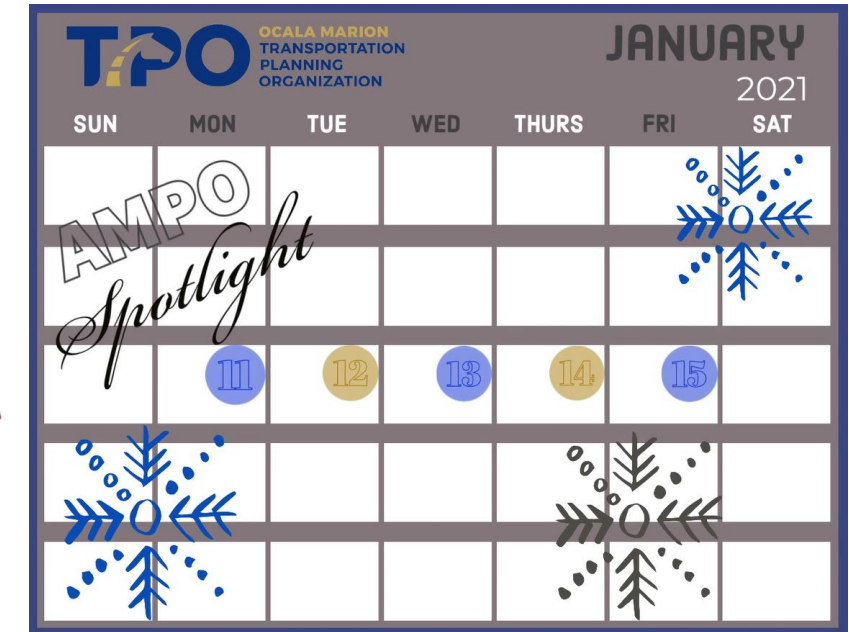 TPO
OCALA MARION
TRANSPORTATION
PLANNING
ORGANIZATION
JANUARY
2021
SUN MON TUE WED THURS FRI SAT
AMPO
Spotlight
11 12 13 14 15